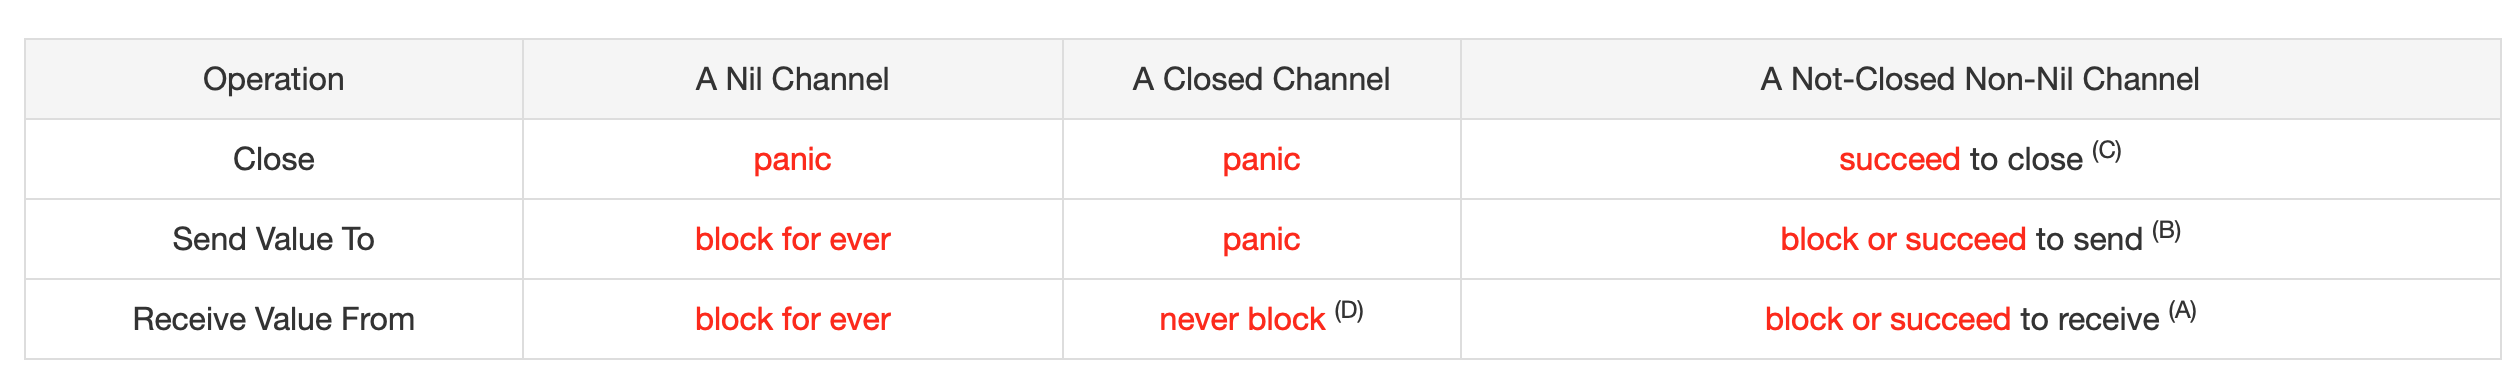 Operation A Nil Channel A Closed Channel A Not-Closed Non-Nil Channel
Close panic panic succeed to close (C)
Send Value To block for ever panic block or succeed to send (B)
Receive Value From block for ever never block (D) block or succeed to receive (A)